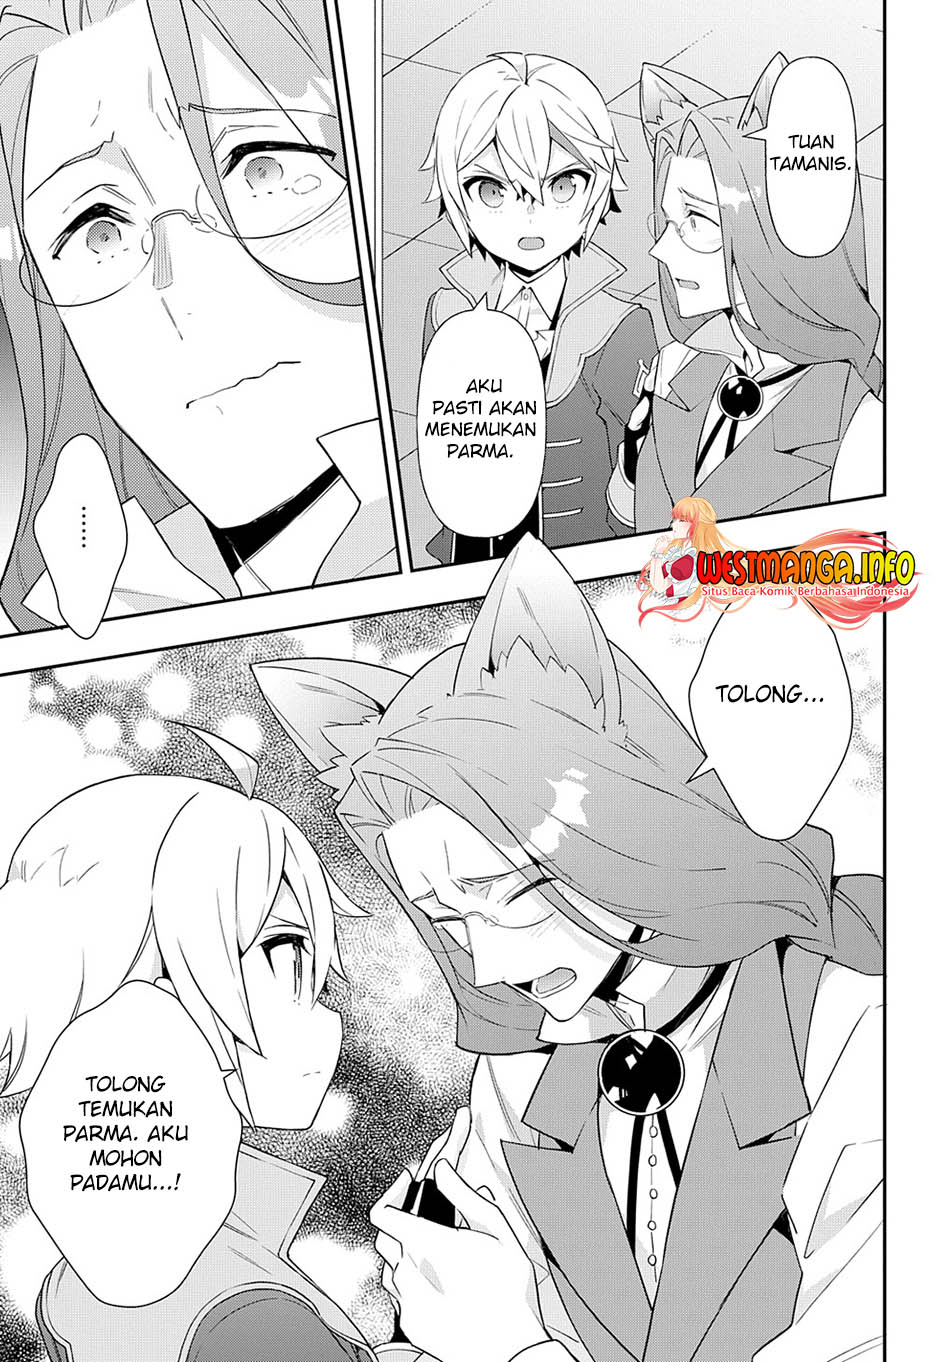 TUAN
TAMANIS.
AKU
PASTI AKAN
MENEMUKAN
PARMA.
......
WESTMANGA.INFO
Situs Baca Komik Berbahasa Indonesia
TOLONG...
TOLONG
TEMUKAN
PARMA. AKU
MOHON
PADAMU...!